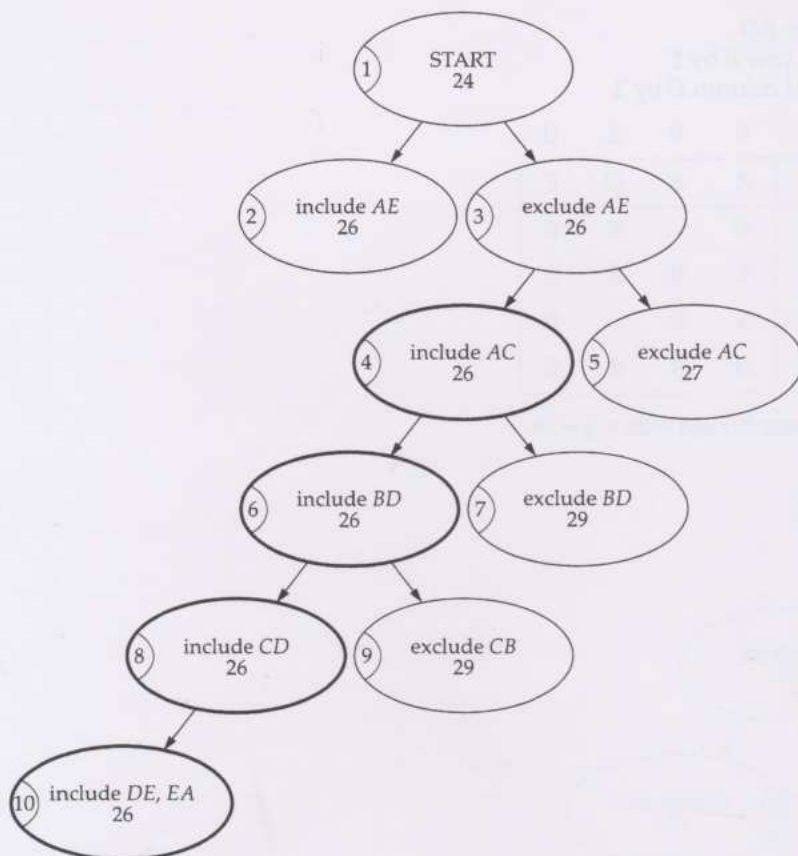 1
START
24
2
include AE
26
3
exclude AE
26
4
include AC
26
5
exclude AC
27
6
include BD
26
7
exclude BD
29
8
include CD
26
9
exclude CB
29
10
include DE, EA
26